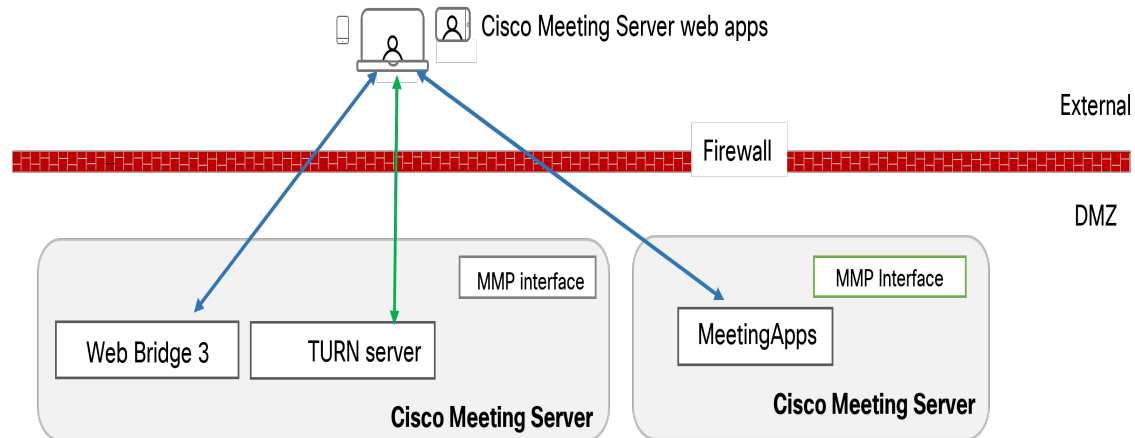 Cisco Meeting Server web apps
External
Firewall
DMZ
MMP interface
MMP Interface
Web Bridge 3
TURN server
MeetingApps
Cisco Meeting Server
Cisco Meeting Server